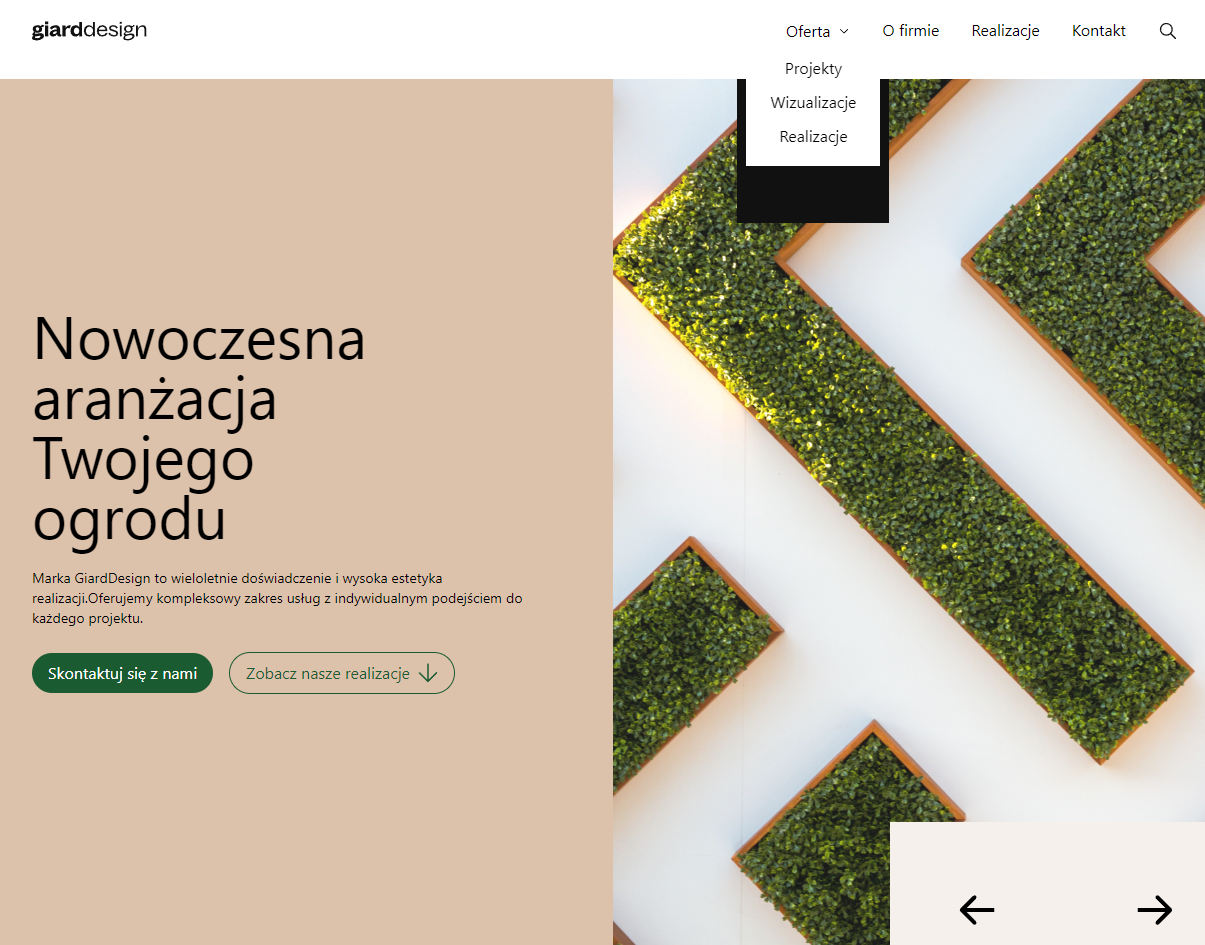 giarddesign
Oferta
O firmie
Realizacje
Kontakt
Projekty
Wizualizacje
Realizacje
Nowoczesna
aranżacja
Twojego
ogrodu
Marka GiardDesign to wieloletnie doświadczenie i wysoka estetyka
realizacji.Oferujemy kompleksowy zakres usług z indywidualnym podejściem do
każdego projektu.
Skontaktuj się z nami
Zobacz nasze realizacje